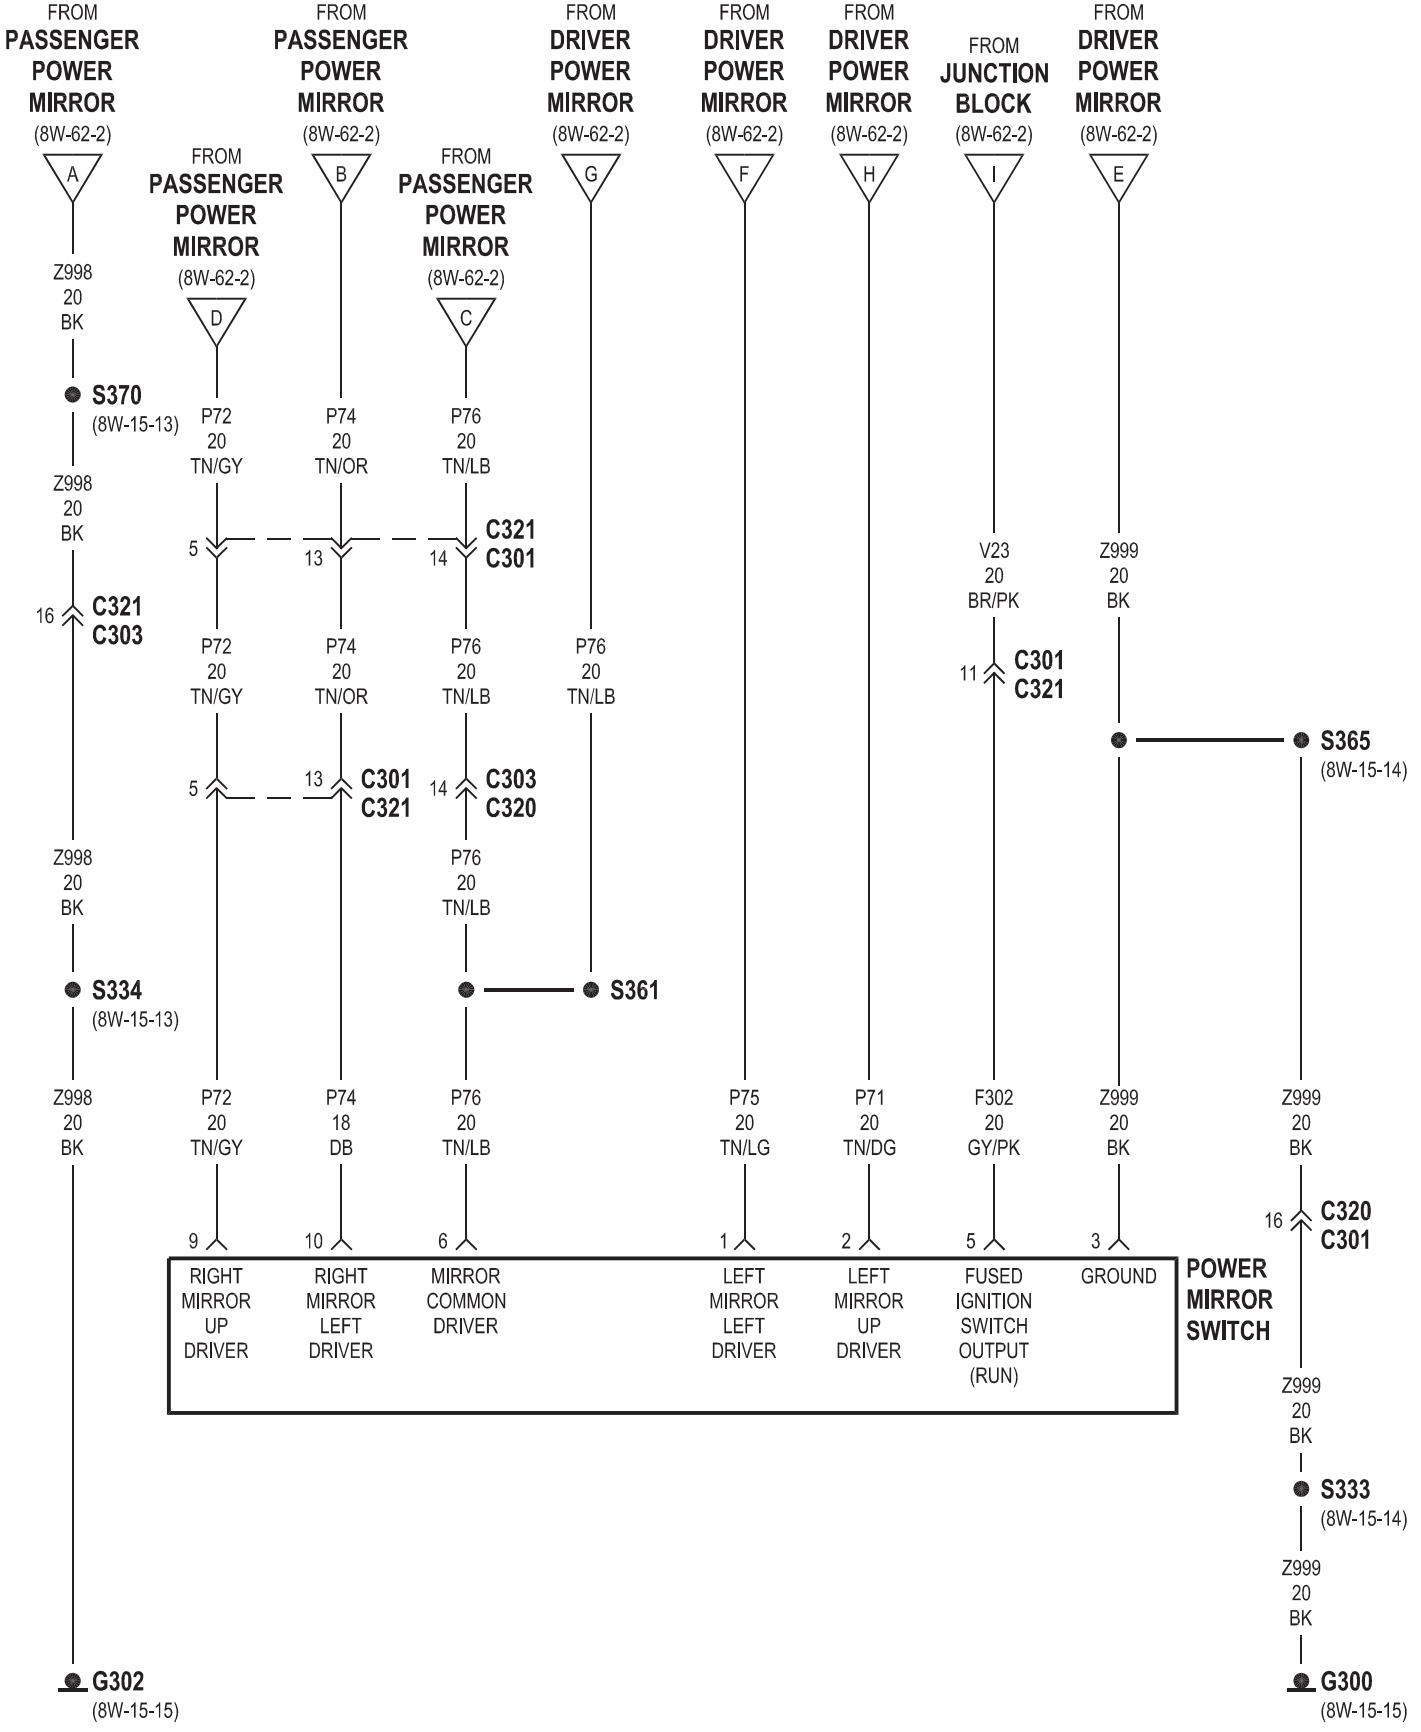 FROM
PASSENGER
POWER
MIRROR
(8W-62-2)
A
Z998
20
BK
S370
(8W-15-13)
Z998
20
BK
16
C321
C303
Z998
20
BK
S334
(8W-15-13)
Z998
20
BK
G302
(8W-15-15)
FROM
PASSENGER
POWER
MIRROR
(8W-62-2)
D
P72
20
TN/GY
5
P72
20
TN/GY
5
P72
20
TN/GY
9
RIGHT
MIRROR
UP
DRIVER
FROM
PASSENGER
POWER
MIRROR
(8W-62-2)
B
P74
20
TN/OR
13
P74
20
TN/OR
13
C301
C321
P74
18
DB
10
RIGHT
MIRROR
LEFT
DRIVER
FROM
PASSENGER
POWER
MIRROR
(8W-62-2)
C
P76
20
TN/LB
14
C321
C301
P76
20
TN/LB
14
C303
C320
P76
20
TN/LB
P76
20
TN/LB
6
MIRROR
COMMON
DRIVER
FROM
DRIVER
POWER
MIRROR
(8W-62-2)
G
P76
20
TN/LB
S361
FROM
DRIVER
POWER
MIRROR
(8W-62-2)
F
P75
20
TN/LG
1
LEFT
MIRROR
LEFT
DRIVER
FROM
DRIVER
POWER
MIRROR
(8W-62-2)
H
P71
20
TN/DG
2
LEFT
MIRROR
UP
DRIVER
FROM
JUNCTION
BLOCK
(8W-62-2)
I
V23
20
BR/PK
11
C301
C321
F302
20
GY/PK
5
FUSED
IGNITION
SWITCH
OUTPUT
(RUN)
FROM
DRIVER
POWER
MIRROR
(8W-62-2)
E
Z999
20
BK
Z999
20
BK
3
GROUND
POWER
MIRROR
SWITCH
S365
(8W-15-14)
Z999
20
BK
16
C320
C301
Z999
20
BK
S333
(8W-15-14)
Z999
20
BK
G300
(8W-15-15)